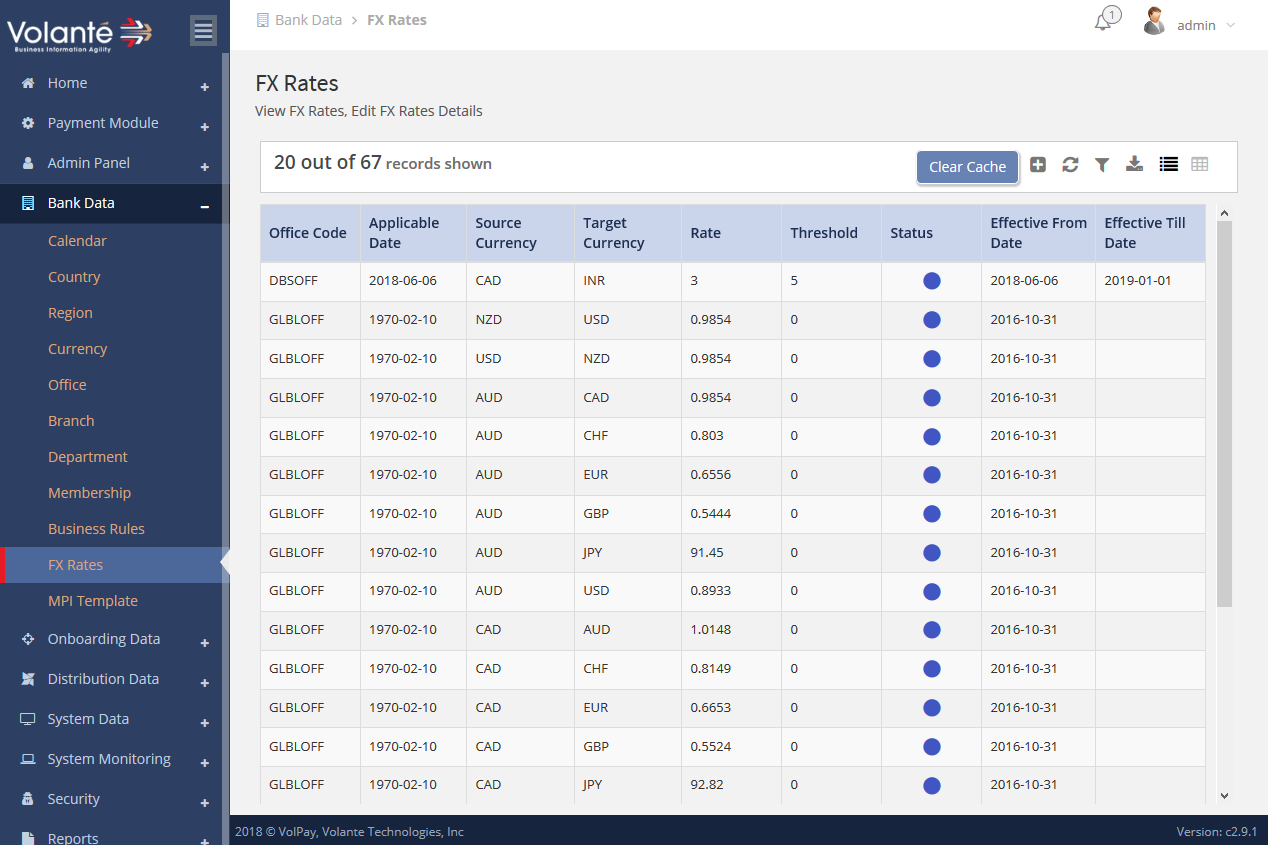 Volanté
Business Information Agility
Home
Payment Module
Admin Panel
Bank Data
Calendar
Country
Region
Currency
Office
Branch
Department
Membership
Business Rules
FX Rates
MPI Template
Onboarding Data
Distribution Data
System Data
System Monitoring
Security
Reports
Bank Data > FX Rates
1
admin
FX Rates
View FX Rates, Edit FX Rates Details
20 out of 67 records shown
Clear Cache
Office Code Applicable Date Source Currency Target Currency Rate Threshold Status Effective From Date Effective Till Date
DBSOFF 2018-06-06 CAD INR 3 5 2018-06-06 2019-01-01
GLBLOFF 1970-02-10 NZD USD 0.9854 0 2016-10-31
GLBLOFF 1970-02-10 USD NZD 0.9854 0 2016-10-31
GLBLOFF 1970-02-10 AUD CAD 0.9854 0 2016-10-31
GLBLOFF 1970-02-10 AUD CHF 0.803 0 2016-10-31
GLBLOFF 1970-02-10 AUD EUR 0.6556 0 2016-10-31
GLBLOFF 1970-02-10 AUD GBP 0.5444 0 2016-10-31
GLBLOFF 1970-02-10 AUD JPY 91.45 0 2016-10-31
GLBLOFF 1970-02-10 AUD USD 0.8933 0 2016-10-31
GLBLOFF 1970-02-10 CAD AUD 1.0148 0 2016-10-31
GLBLOFF 1970-02-10 CAD CHF 0.8149 0 2016-10-31
GLBLOFF 1970-02-10 CAD EUR 0.6653 0 2016-10-31
GLBLOFF 1970-02-10 CAD GBP 0.5524 0 2016-10-31
GLBLOFF 1970-02-10 CAD JPY 92.82 0 2016-10-31
2018 © VolPay, Volante Technologies, Inc
Version: c2.9.1